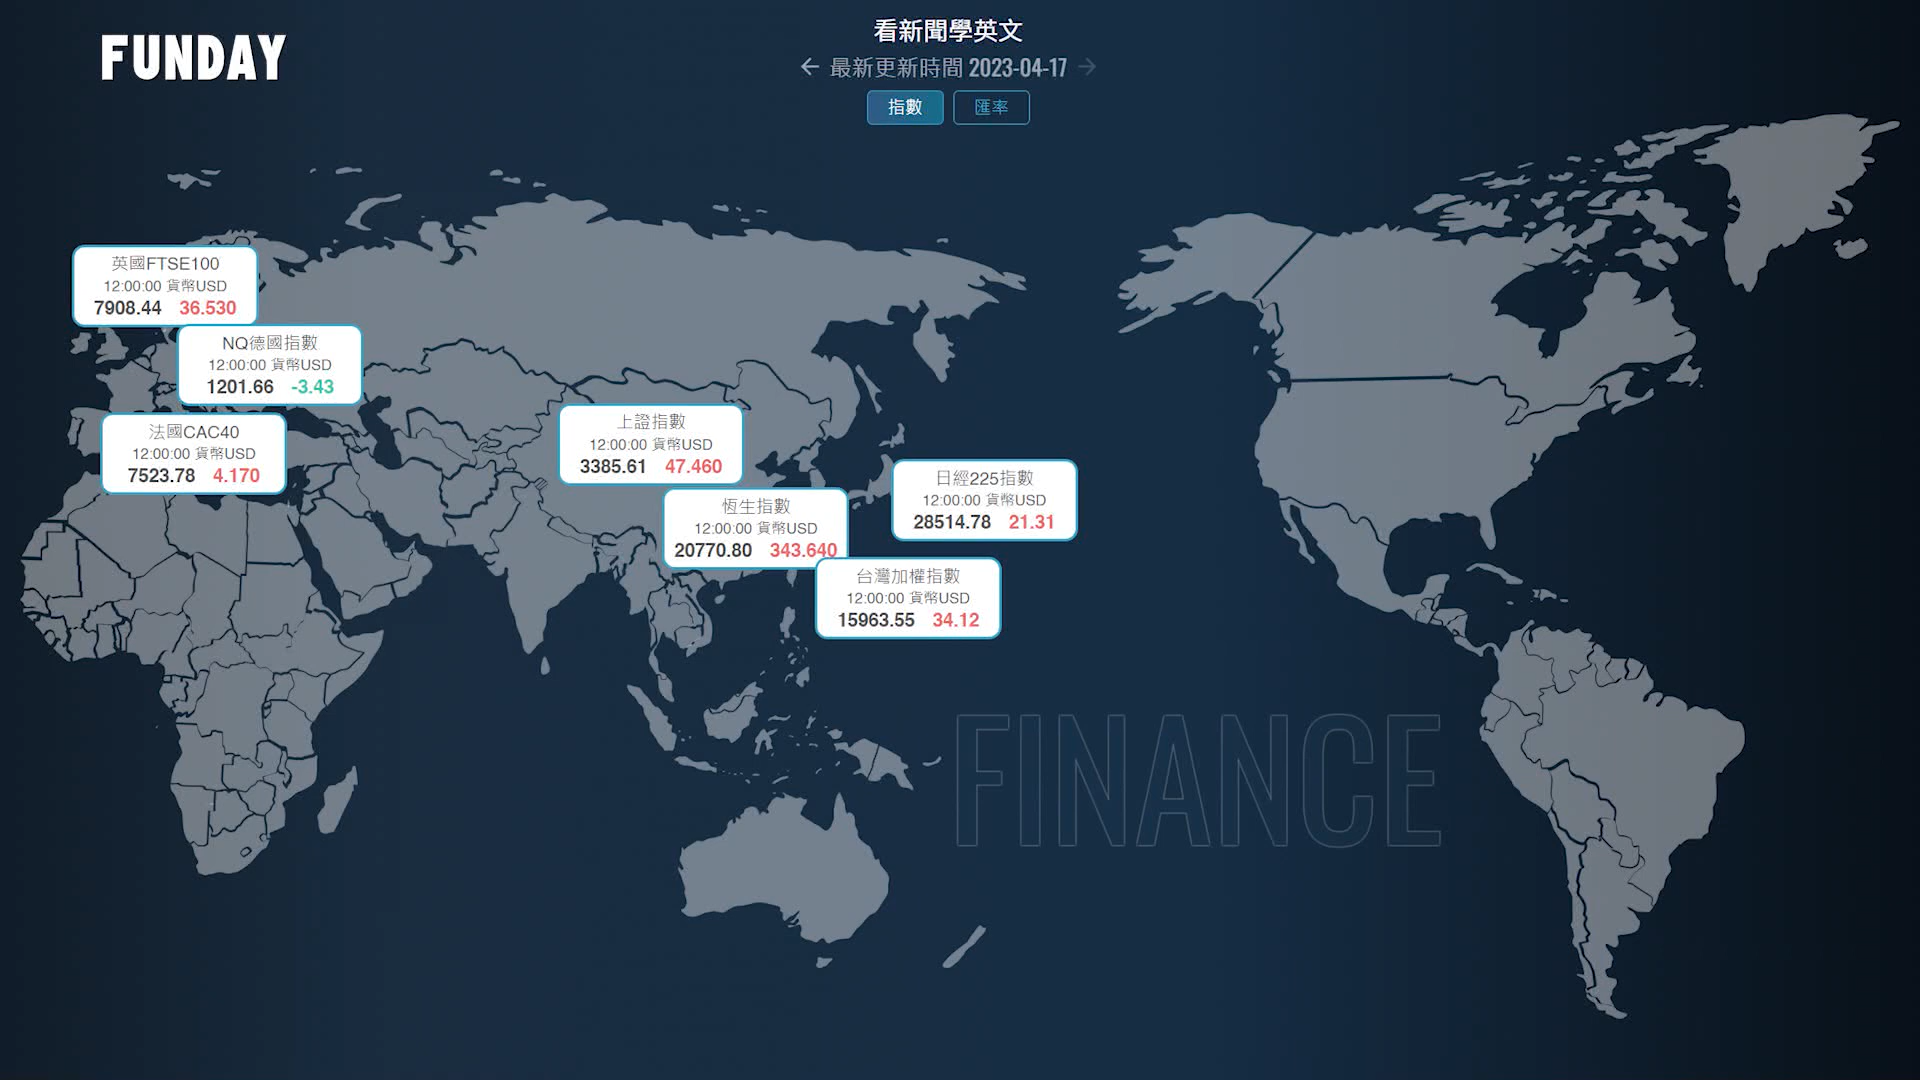 FUNDAY
看新聞學英文
← 最新更新時間 2023-04-17 →
指數 匯率
英國FTSE100
12:00:00 貨幣USD
7908.44 36.530
NQ德國指數
12:00:00 貨幣USD
1201.66 -3.43
法國CAC40
12:00:00 貨幣USD
7523.78 4.170
上證指數
12:00:00 貨幣USD
3385.61 47.460
恆生指數
12:00:00 貨幣USD
20770.80 343.640
日經225指數
12:00:00 貨幣USD
28514.78 21.31
台灣加權指數
12:00:00 貨幣USD
15963.55 34.12
FINANCE